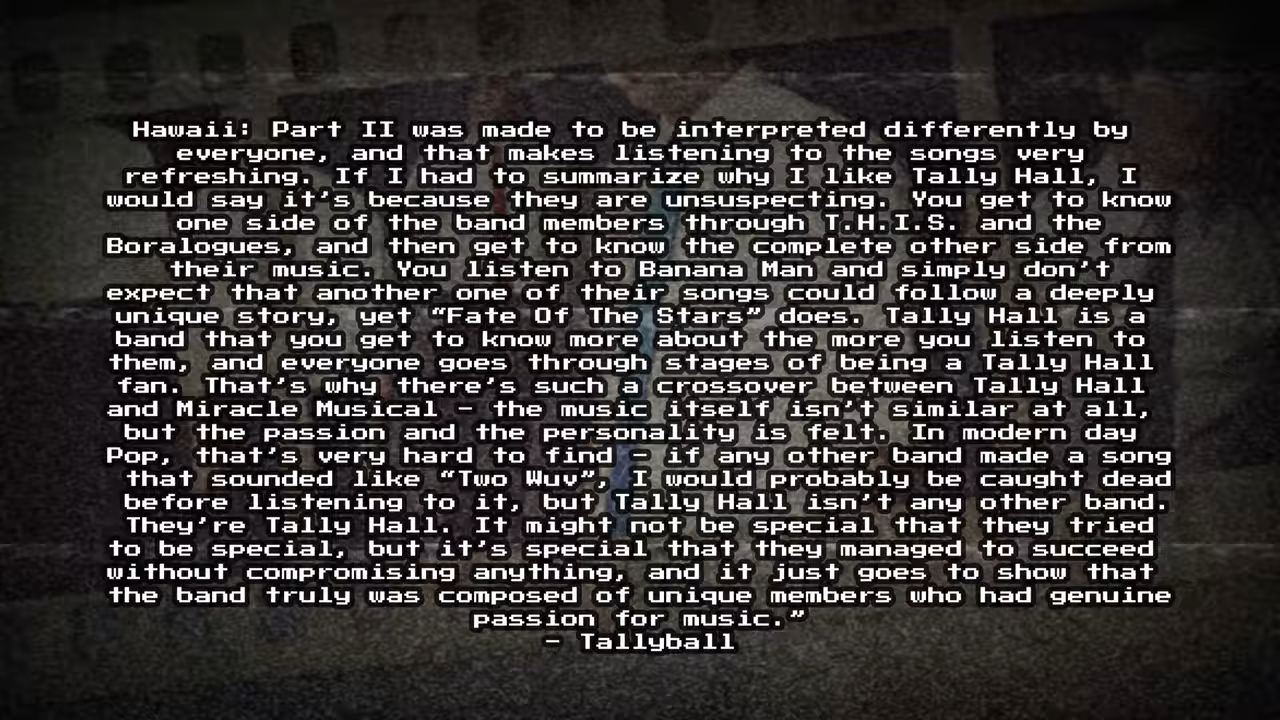 Hawaii: Part II was made to be interpreted differently by
everyone, and that makes listening to the songs very
refreshing. If I had to summarize why I like Tally Hall, I
would say it's because they are unsuspecting. You get to know
one side of the band members through T.H.I.S. and the
Boralogues, and then get to know the complete other side from
their music. You listen to Banana Man and simply don't
expect that another one of their songs could follow a deeply
unique story, yet “Fate Of The Stars” does. Tally Hall is a
band that you get to know more about the more you listen to
them, and everyone goes through stages of being a Tally Hall
fan. That's why there's such a crossover between Tally Hall
and Miracle Musical - the music itself isn't similar at all,
but the passion and the personality is felt. In modern day
Pop, that's very hard to find - if any other band made a song
that sounded like “Two Wuv”, I would probably be caught dead
before listening to it, but Tally Hall isn't any other band.
They're Tally Hall. It might not be special that they tried
to be special, but it's special that they managed to succeed
without compromising anything, and it just goes to show that
the band truly was composed of unique members who had genuine
passion for music.”
- Tallyball